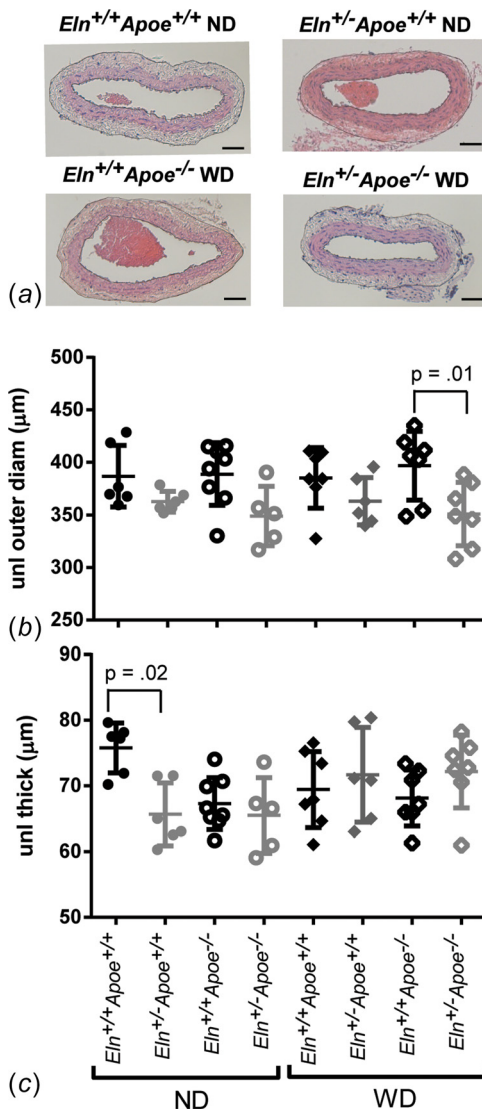 Eln+/+Apoe+/+ ND
Eln+/-Apoe+/+ ND
Eln+/+Apoe-/- WD
Eln+/-Apoe-/- WD
(a)
500
450
400
350
300
250
unl outer diam (μm)
p = .01
(b)
90
80
70
60
50
unl thick (μm)
p = .02
Eln+/+Apoe+/+
Eln+/-Apoe+/+
Eln+/+Apoe-/-
Eln+/-Apoe-/-
Eln+/+Apoe+/+
Eln+/-Apoe+/+
Eln+/+Apoe-/-
Eln+/-Apoe-/-
(c)
ND
WD